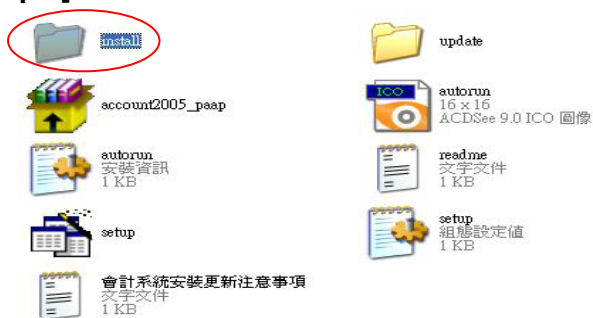 install
update
account2005_paap
ICO
autorun
16 x 16
ACDSee 9.0 ICO 圖像
autorun
安裝資訊
1 KB
readme
文字文件
1 KB
setup
setup
組態設定值
1 KB
會計系統安裝更新注意事項
文字文件
1 KB